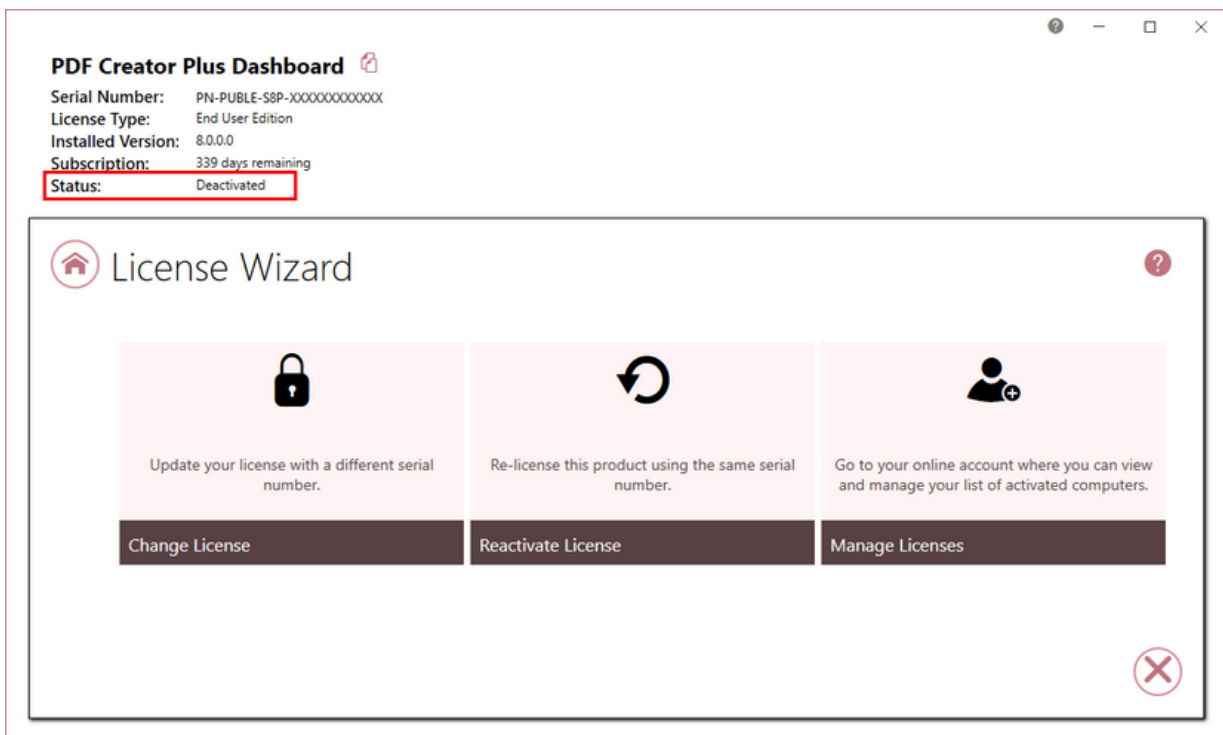 PDF Creator Plus Dashboard
Serial Number: PN-PUBLE-S8P-XXXXXXXXXXXX
License Type: End User Edition
Installed Version: 8.0.0.0
Subscription: 339 days remaining
Status: Deactivated
License Wizard
?
Update your license with a different serial
number.
Change License
Re-license this product using the same serial
number.
Reactivate License
Go to your online account where you can view
and manage your list of activated computers.
Manage Licenses